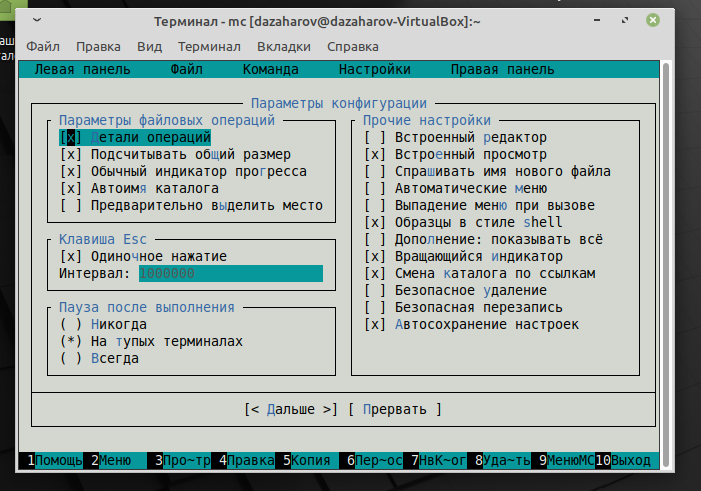 Терминал - mc [dazaharov@dazaharov-VirtualBox]:~
Файл Правка Вид Терминал Вкладки Справка
Левая панель Файл Команда Настройки Правая панель
Параметры конфигурации
Параметры файловых операций
[x] Детали операций
[x] Подсчитывать общий размер
[x] Обычный индикатор прогресса
[x] Автоимя каталога
[ ] Предварительно выделить место
Клавиша Esc
[x] Одиночное нажатие
Интервал: 1000000
Пауза после выполнения
( ) Никогда
(*) На тупых терминалах
( ) Всегда
Прочие настройки
[ ] Встроенный редактор
[x] Встроенный просмотр
[ ] Спрашивать имя нового файла
[ ] Автоматические меню
[ ] Выпадение меню при вызове
[x] Образцы в стиле shell
[ ] Дополнение: показывать всё
[x] Вращающийся индикатор
[x] Смена каталога по ссылкам
[ ] Безопасное удаление
[ ] Безопасная перезапись
[x] Автосохранение настроек
[< Дальше >] [ Прервать ]
1Помощь 2Меню 3Про~тр 4Правка 5Копия 6Пер~ос 7НвК~ог 8Уда~ть 9МенюMC 10Выход